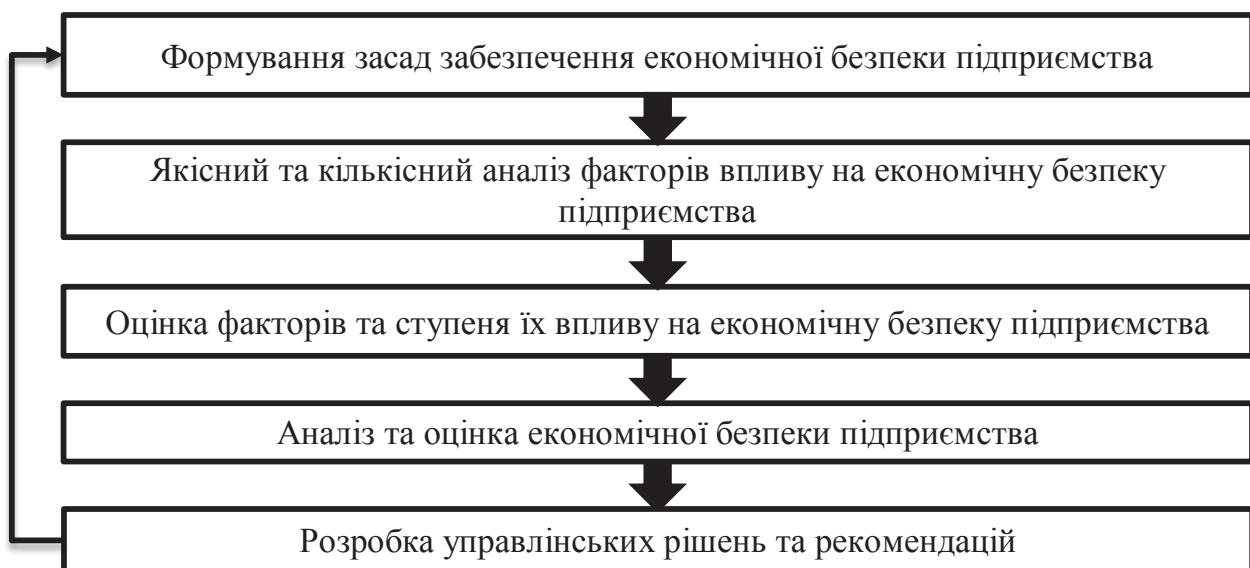 Формування засад забезпечення економічної безпеки підприємства
Якісний та кількісний аналіз факторів впливу на економічну безпеку
підприємства
Оцінка факторів та ступеня їх впливу на економічну безпеку підприємства
Аналіз та оцінка економічної безпеки підприємства
Розробка управлінських рішень та рекомендацій